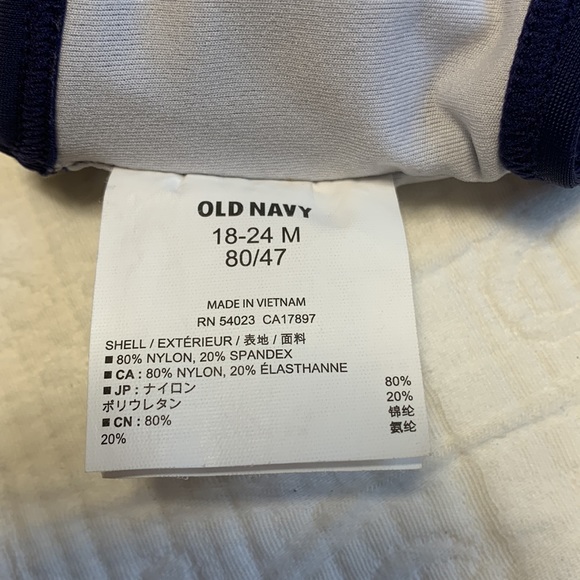 OLD NAVY
18-24 M
80/47
MADE IN VIETNAM
RN 54023 CA17897
SHELL / EXTÉRIEUR / 表地 / 面料
■ 80% NYLON, 20% SPANDEX
■ CA : 80% NYLON, 20% ÉLASTHANNE
■ JP : ナイロン 80%
ポリウレタン 20%
■ CN : 80% 锦纶
20% 氨纶